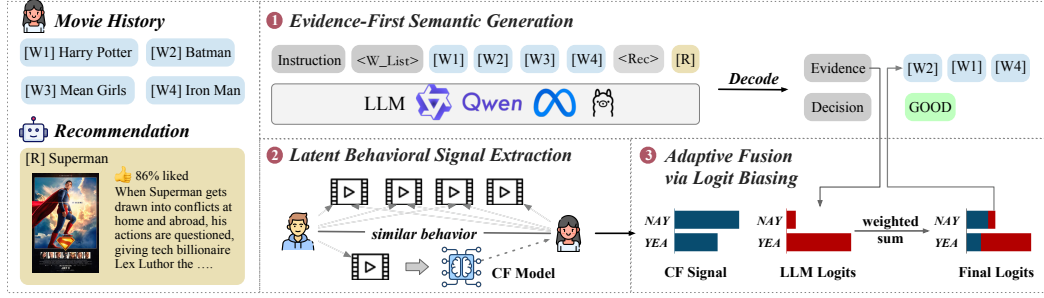 Movie History
[W1] Harry Potter
[W2] Batman
[W3] Mean Girls
[W4] Iron Man
Recommendation
[R] Superman
86% liked
When Superman gets
drawn into conflicts at
home and abroad, his
actions are questioned,
giving tech billionaire
Lex Luthor the ....
1 Evidence-First Semantic Generation
Instruction
<W_List>
[W1]
[W2]
[W3]
[W4]
<Rec>
[R]
LLM
Qwen
Decode
Evidence
[W2]
[W1]
[W4]
Decision
GOOD
2 Latent Behavioral Signal Extraction
similar behavior
CF Model
3 Adaptive Fusion
via Logit Biasing
NAY
YEA
CF Signal
NAY
YEA
LLM Logits
weighted
sum
NAY
YEA
Final Logits